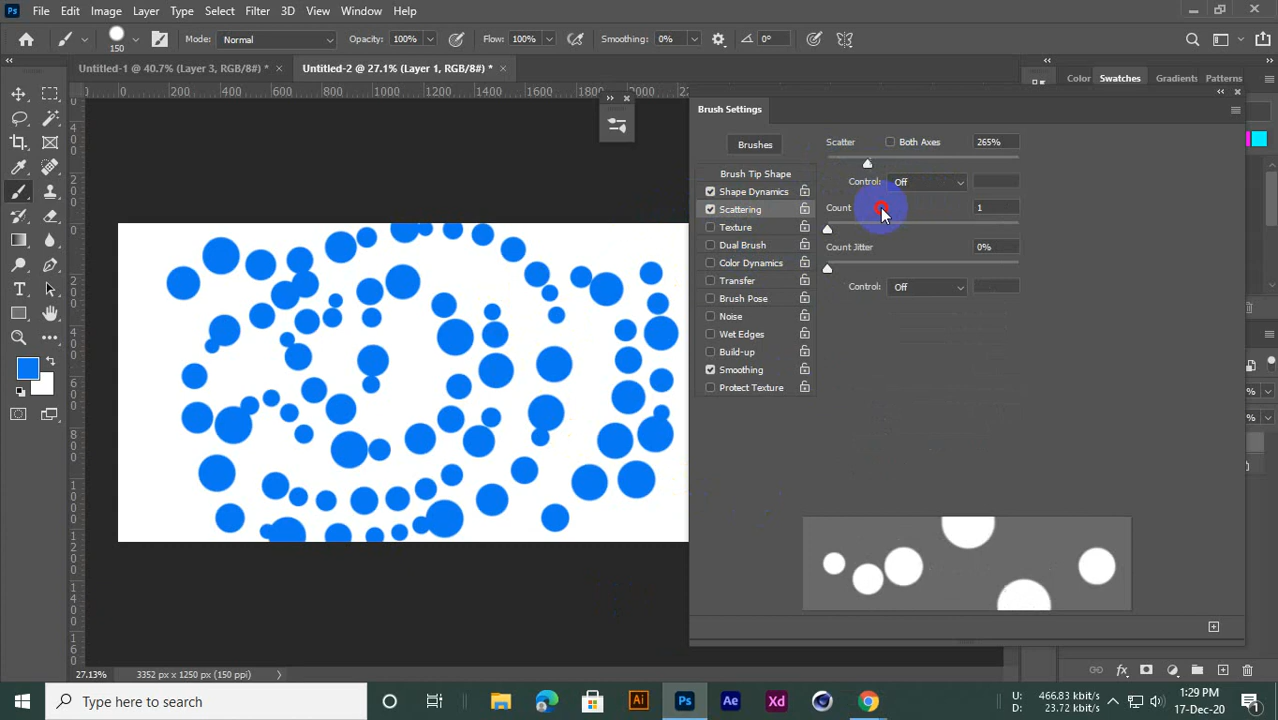 Ps File Edit Image Layer Type Select Filter 3D View Window Help
150 Mode: Normal Opacity: 100% Flow: 100% Smoothing: 0% 0°
Untitled-1 @ 40.7% (Layer 3, RGB/8#) * × Untitled-2 @ 27.1% (Layer 1, RGB/8#) * ×
Color Swatches Gradients Patterns
0 200 400 600 800 1000 1200 1400 1600 1800 2000
Brush Settings
Brushes
Scatter Both Axes 265%
Brush Tip Shape
Control: Off
Shape Dynamics
Scattering
Count 1
Texture
Dual Brush
Count Jitter 0%
Color Dynamics
Transfer
Control: Off
Brush Pose
Noise
Wet Edges
Build-up
Smoothing
Protect Texture
27.13% 3352 px x 1250 px (150 ppi)
fx
Type here to search
Ai Ps Ae Xd
U: 466.83 kbit/s
D: 23.72 kbit/s
1:29 PM
17-Dec-20